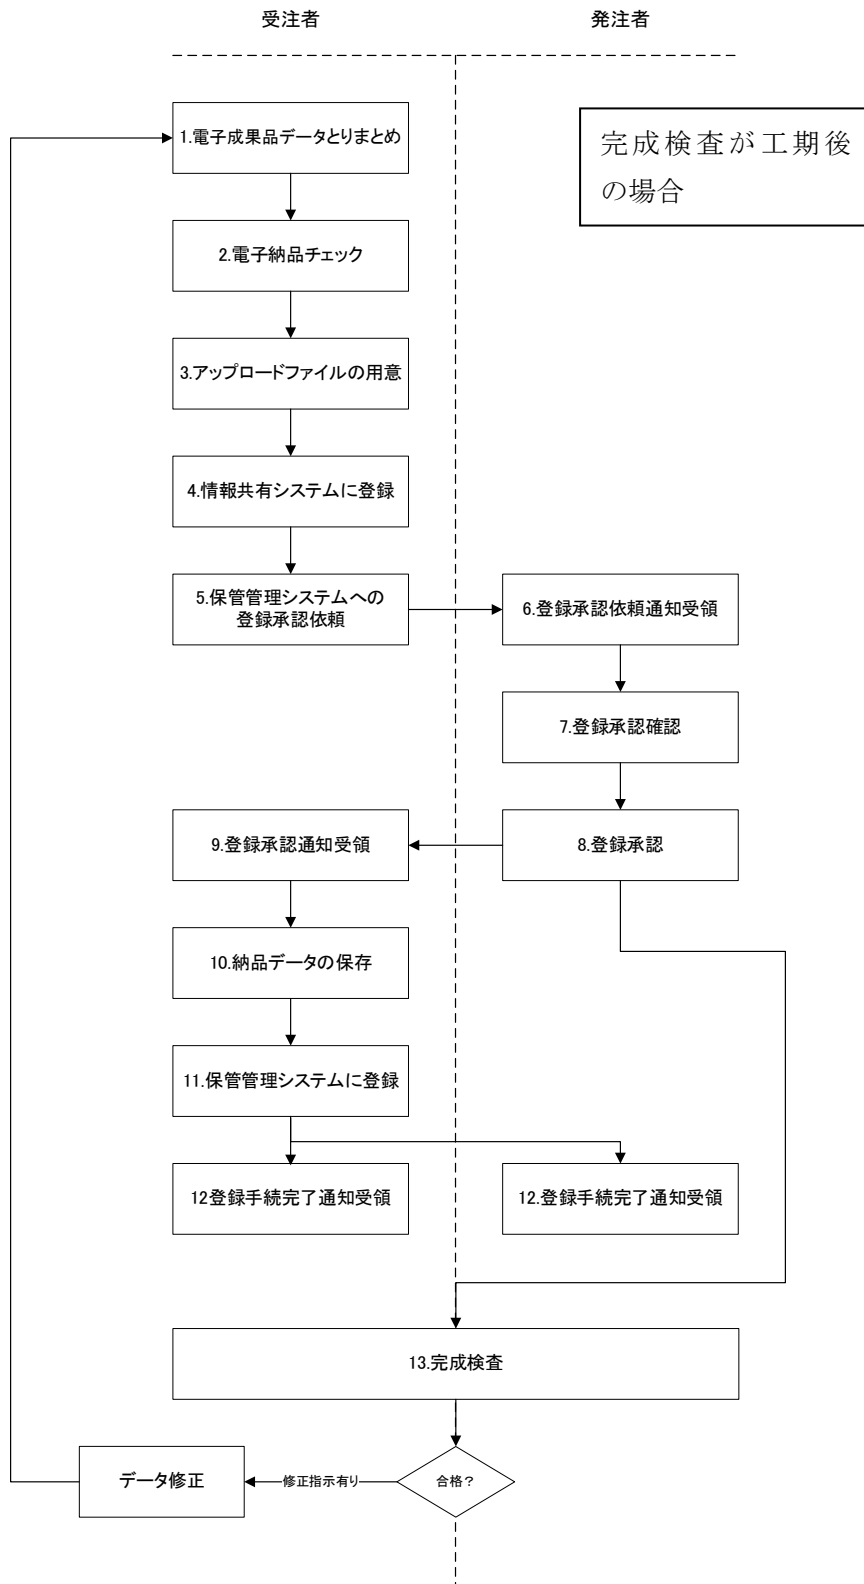 受注者
発注者
完成検査が工期後
の場合
1.電子成果品データとりまとめ
2.電子納品チェック
3.アップロードファイルの用意
4.情報共有システムに登録
5.保管管理システムへの
登録承認依頼
6.登録承認依頼通知受領
7.登録承認確認
8.登録承認
9.登録承認通知受領
10.納品データの保存
11.保管管理システムに登録
12登録手続完了通知受領
12.登録手続完了通知受領
13.完成検査
合格?
修正指示有り
データ修正